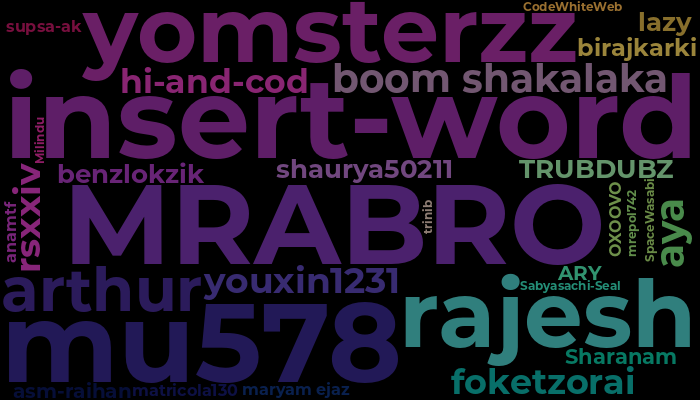 CodeWhiteWeb
supsa-ak
yomsterzz
lazy
birajkarki
hi-and-cod
boom shakalaka
insert-word
Milindu
benzlokzik
shaurya50211
TRUBDUBZ
anamtf
rsxxiv
MRABRO
trinib
OXOOVO
mrepol742
SpaceWasabi
aya
arthur
youxin1231
ARY
Sabyasachi-Seal
rajesh
mu578
Sharanam
foketzorai
asm-raihan
matricola130
maryam ejaz